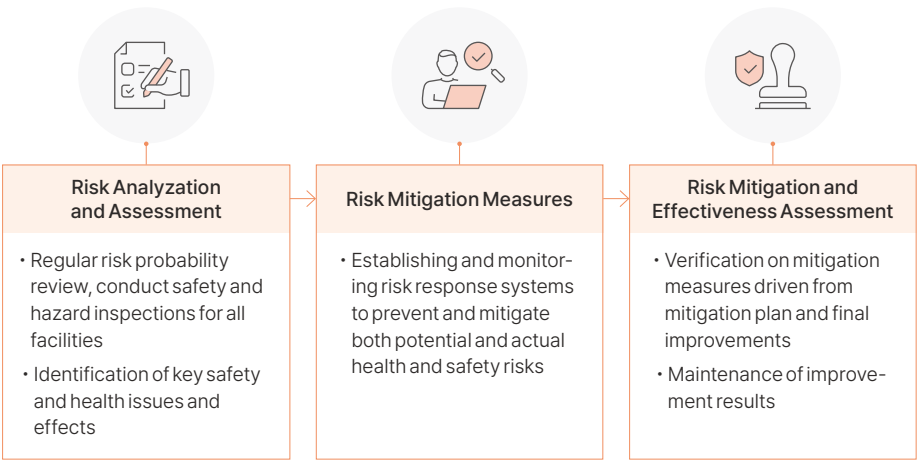 Risk Analyzation
and Assessment
• Regular risk probability
review, conduct safety and
hazard inspections for all
facilities
• Identification of key safety
and health issues and
effects
Risk Mitigation Measures
• Establishing and monitor-
ing risk response systems
to prevent and mitigate
both potential and actual
health and safety risks
Risk Mitigation and
Effectiveness Assessment
• Verification on mitigation
measures driven from
mitigation plan and final
improvements
• Maintenance of improve-
ment results